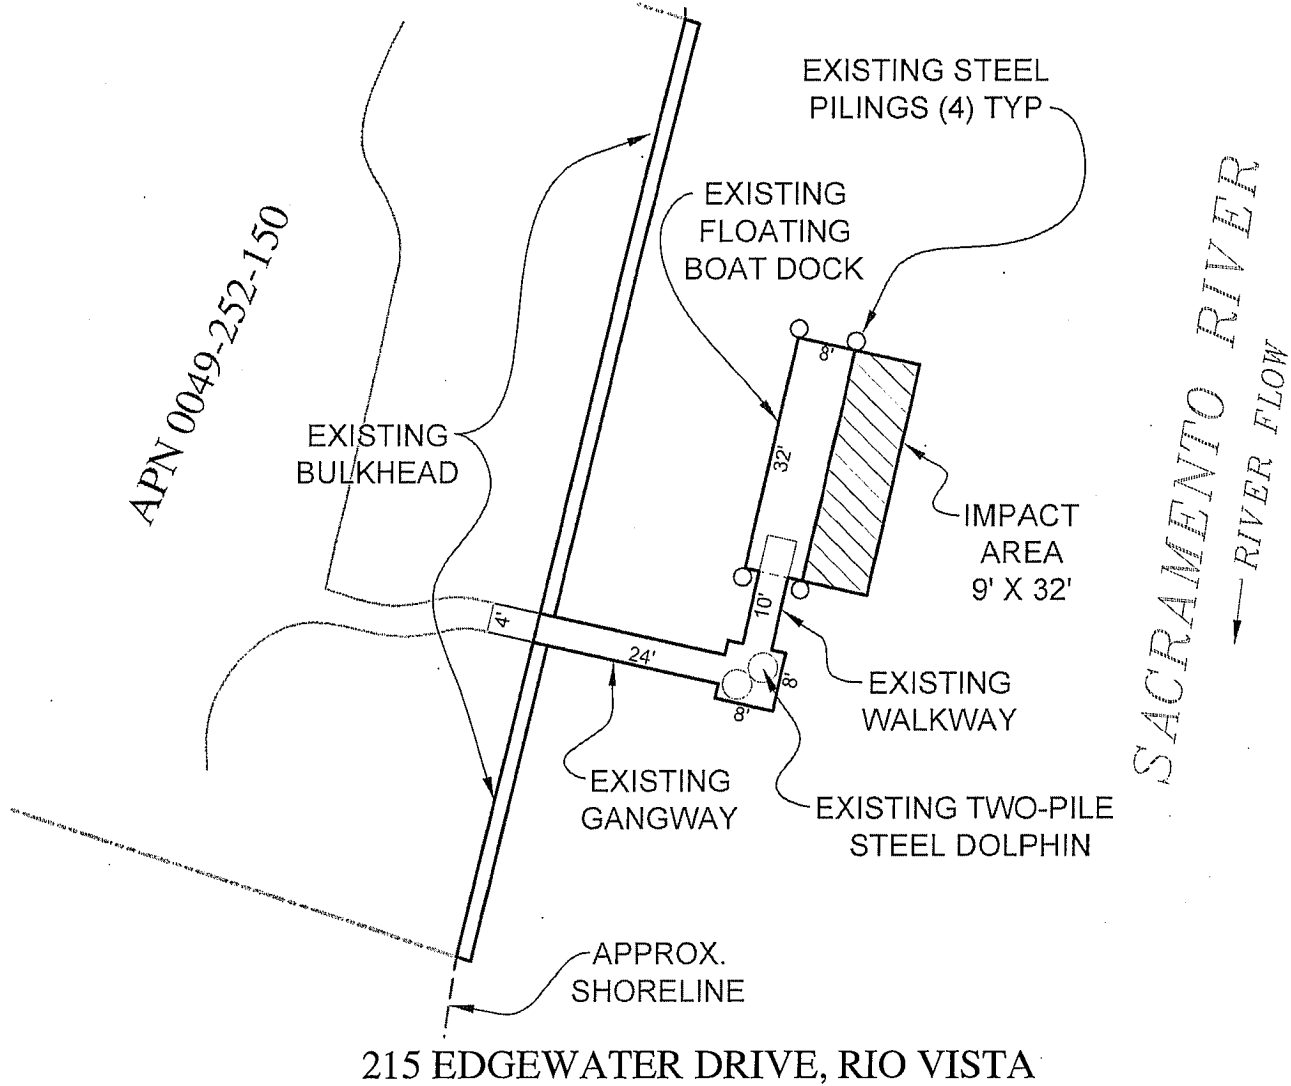 EXISTING STEEL
PILINGS (4) TYP
EXISTING
FLOATING
BOAT DOCK
APN 0049-252-150
SACRAMENTO RIVER
RIVER FLOW
8'
32'
EXISTING
BULKHEAD
IMPACT
AREA
9' X 32'
10'
4'
24'
8'
8'
EXISTING
WALKWAY
EXISTING
GANGWAY
EXISTING TWO-PILE
STEEL DOLPHIN
APPROX.
SHORELINE
215 EDGEWATER DRIVE, RIO VISTA